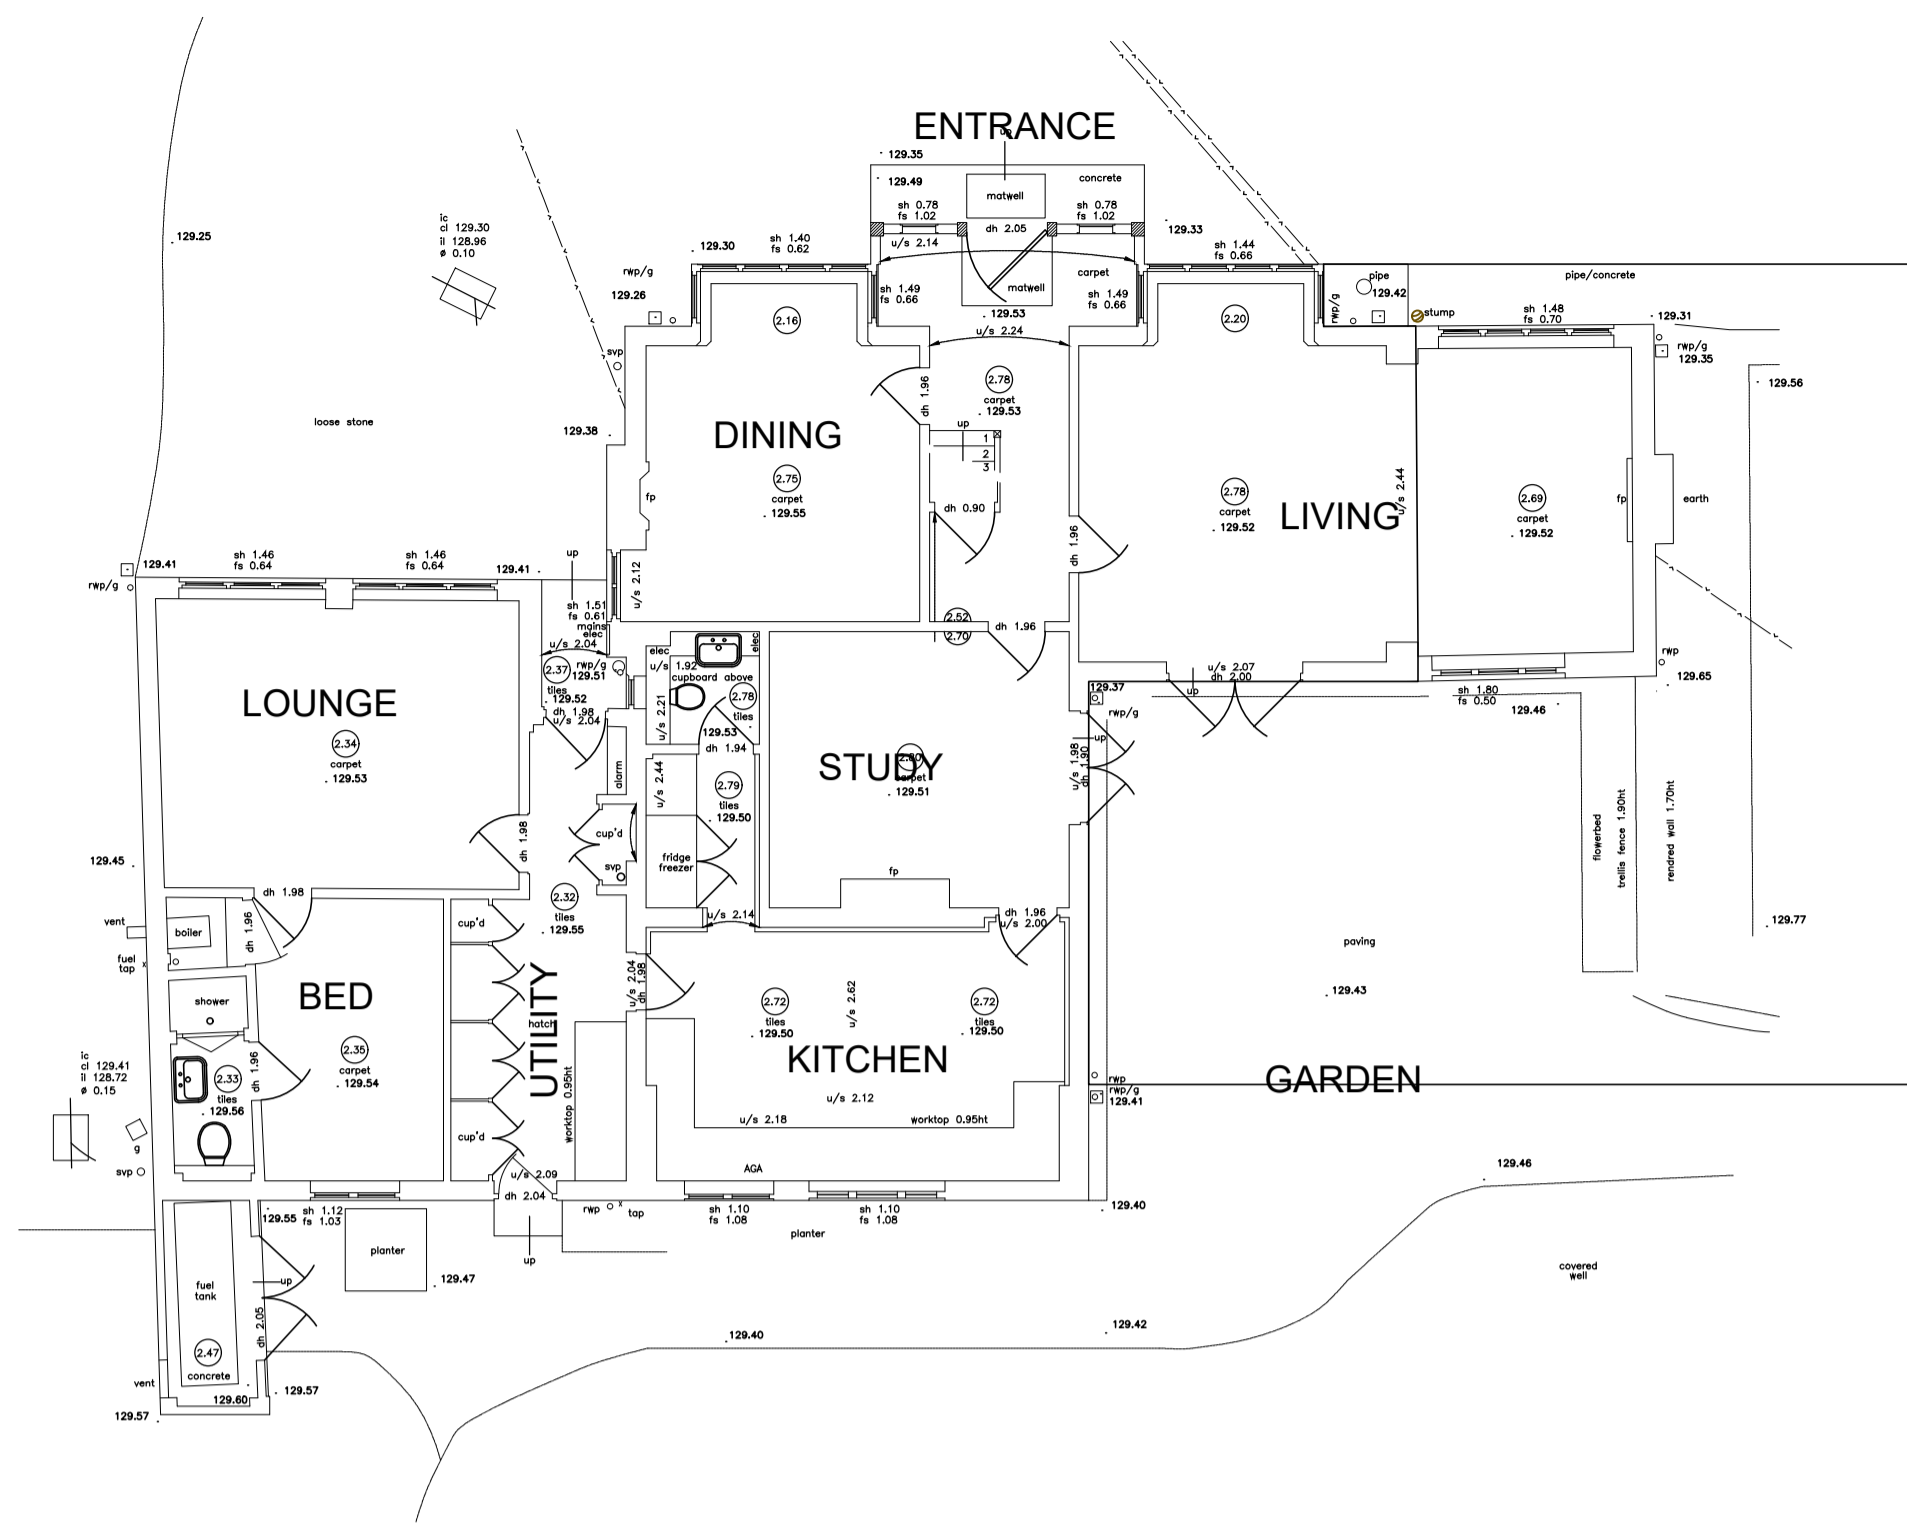 ENTRANCE
up
129.35
129.49
matwell
concrete
sh 0.78
fs 1.02
sh 0.78
fs 1.02
dh 2.05
u/s 2.14
129.33
129.25
ic
cl 129.30
il 128.96
ø 0.10
129.30
sh 1.40
fs 0.62
sh 1.44
fs 0.66
rwp/g
129.26
sh 1.49
fs 0.66
carpet
matwell
sh 1.49
fs 0.66
129.53
u/s 2.24
rwp/g
pipe
129.42
stump
pipe/concrete
sh 1.48
fs 0.70
129.31
rwp/g
129.35
2.16
2.20
svp
2.78
carpet
129.53
dh 1.96
129.56
loose stone
129.38
DINING
up
1
2
3
2.75
carpet
129.55
fp
dh 0.90
2.78
carpet
129.52
LIVING
u/s 2.44
2.69
carpet
129.52
fp
earth
dh 1.96
129.41
sh 1.46
fs 0.64
sh 1.46
fs 0.64
129.41
up
rwp/g
u/s 2.12
sh 1.51
fs 0.61
mains
elec
u/s 2.04
2.52
2.70
dh 1.96
elec
elec
u/s 1.92
cupboard above
2.37
tiles
129.52
rwp/g
129.51
dh 1.98
u/s 2.04
u/s 2.21
2.78
tiles
129.53
dh 1.94
u/s 2.07
dh 2.00
up
129.37
rwp/g
rwp
129.65
sh 1.80
fs 0.50
129.46
LOUNGE
2.34
carpet
129.53
alarm
u/s 2.44
2.79
tiles
129.50
STUDY
carpet
129.51
up
u/s 1.98
dh 1.90
dh 1.98
cup'd
svp
fridge
freezer
fp
129.45
dh 1.98
flowerbed
trellis fence 1.90ht
rendred wall 1.70ht
2.32
tiles
129.55
u/s 2.14
dh 1.96
u/s 2.00
129.77
vent
boiler
dh 1.96
cup'd
fuel
tap
paving
129.43
shower
BED
UTILITY
hatch
u/s 2.04
dh 1.98
2.72
tiles
129.50
u/s 2.62
2.72
tiles
129.50
KITCHEN
ic
cl 129.41
il 128.72
ø 0.15
2.33
tiles
129.56
dh 1.96
2.35
carpet
129.54
worktop 0.95ht
u/s 2.12
u/s 2.18
worktop 0.95ht
rwp
rwp/g
129.41
GARDEN
g
svp
cup'd
AGA
u/s 2.09
dh 2.04
129.46
129.55
sh 1.12
fs 1.03
rwp
tap
sh 1.10
fs 1.08
sh 1.10
fs 1.08
129.40
planter
planter
up
129.47
fuel
tank
up
dh 2.05
covered
well
129.40
129.42
2.47
concrete
vent
129.60
129.57
129.57